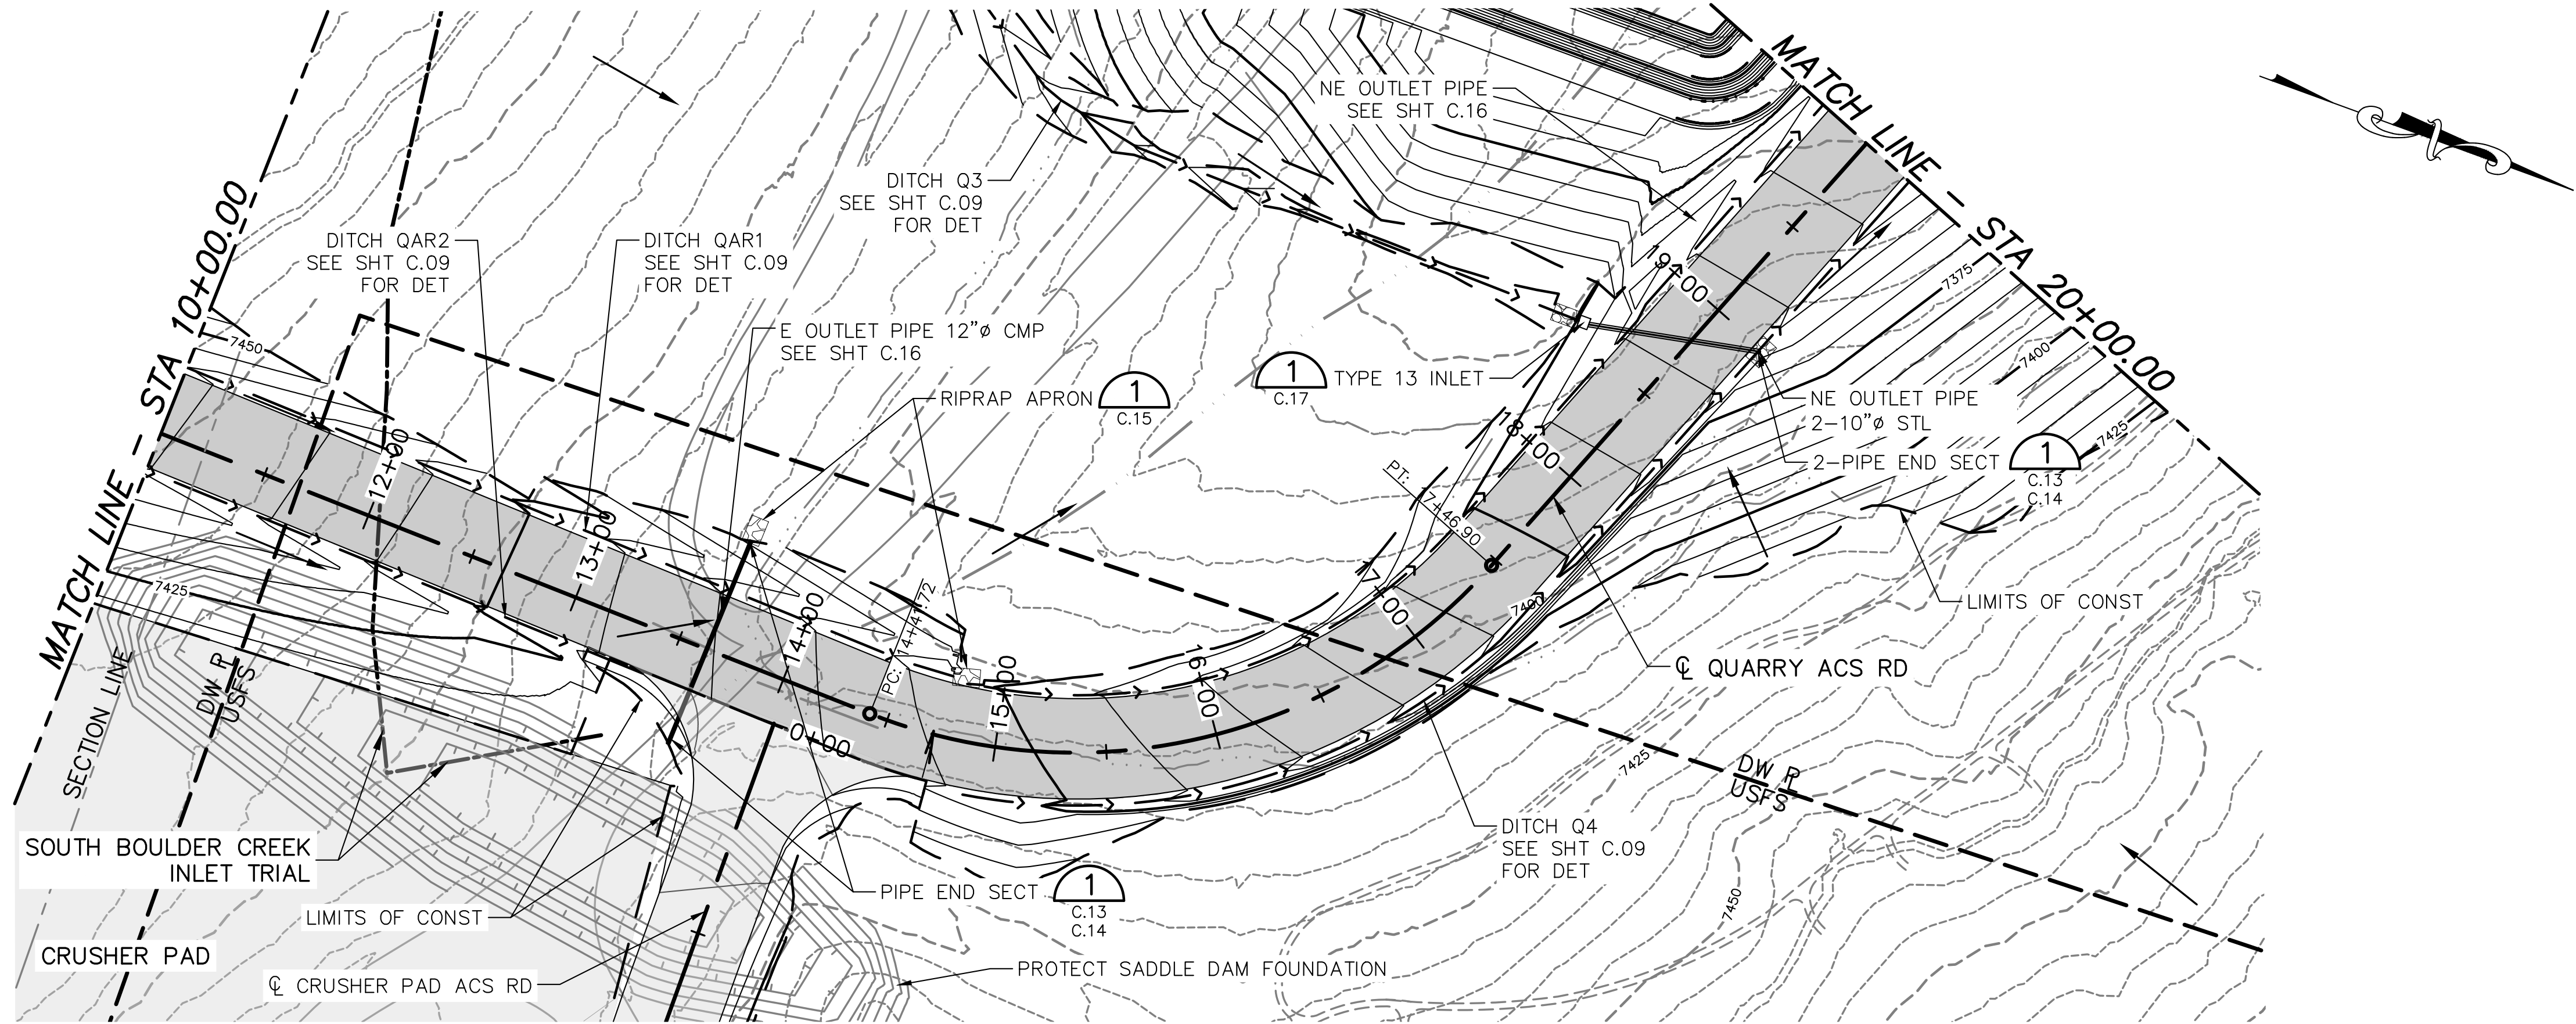 MATCH LINE - STA 10+00.00
MATCH LINE - STA 20+00.00
NE OUTLET PIPE
SEE SHT C.16
DITCH Q3
SEE SHT C.09
FOR DET
DITCH QAR2
SEE SHT C.09
FOR DET
DITCH QAR1
SEE SHT C.09
FOR DET
E OUTLET PIPE 12"ø CMP
SEE SHT C.16
RIPRAP APRON
1
C.15
1
C.17
TYPE 13 INLET
NE OUTLET PIPE
2-10"ø STL
2-PIPE END SECT
1
C.13
C.14
7450
7425
7375
7400
7425
7400
7425
7450
12+00
13+00
14+00
15+00
16+00
17+00
18+00
19+00
0+00
PC: 14+41.72
PT: 17+46.90
LIMITS OF CONST
℄ QUARRY ACS RD
SECTION LINE
DW PL
USFS
DW PL
USFS
DITCH Q4
SEE SHT C.09
FOR DET
SOUTH BOULDER CREEK
INLET TRIAL
LIMITS OF CONST
PIPE END SECT
1
C.13
C.14
CRUSHER PAD
℄ CRUSHER PAD ACS RD
PROTECT SADDLE DAM FOUNDATION